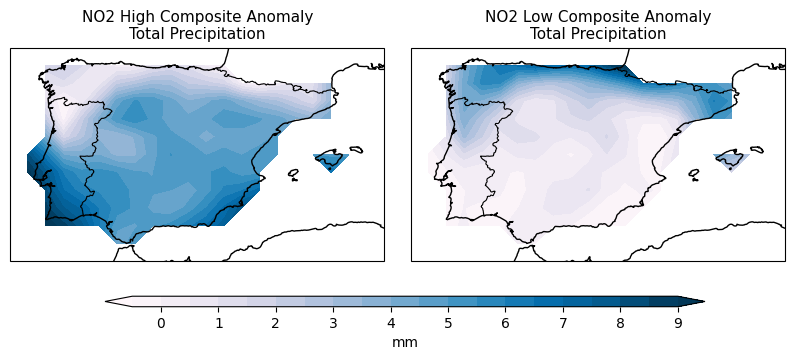 NO2 High Composite Anomaly
Total Precipitation
NO2 Low Composite Anomaly
Total Precipitation
0 1 2 3 4 5 6 7 8 9
mm